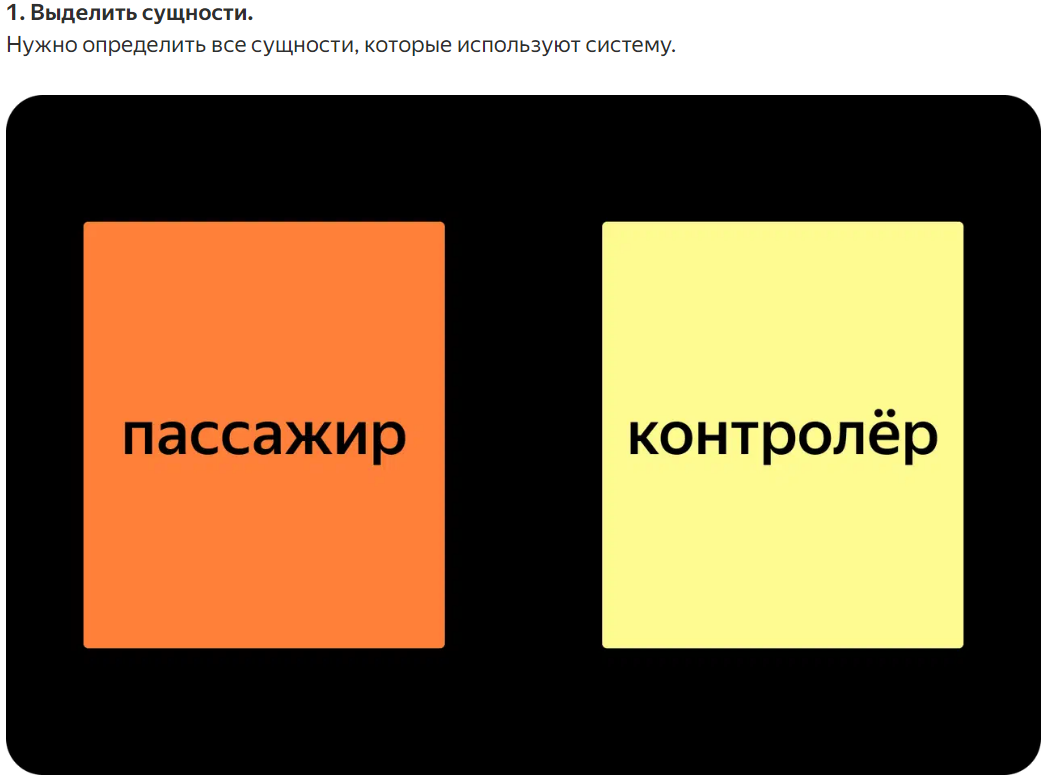 1. Выделить сущности.
Нужно определить все сущности, которые используют систему.
пассажир
контролёр